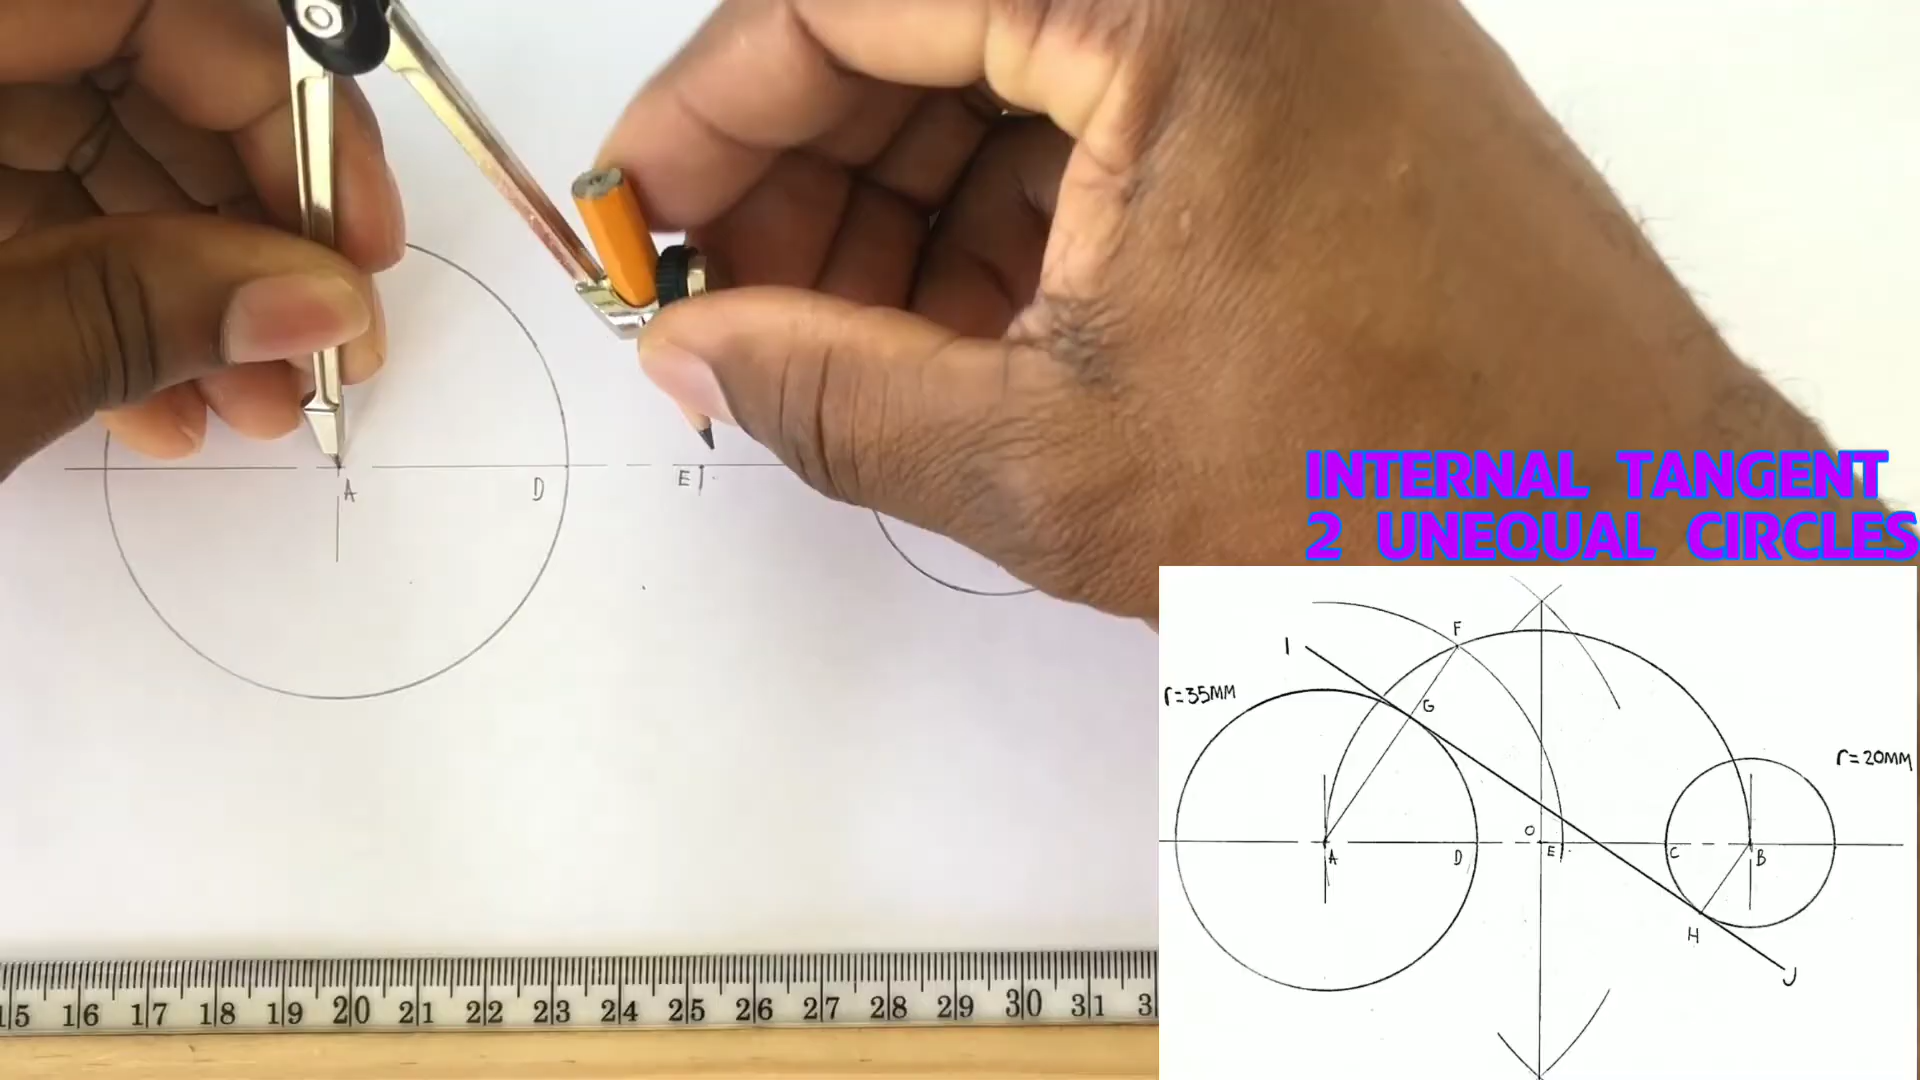 A
D
E
INTERNAL TANGENT
2 UNEQUAL CIRCLES
F
I
r=35MM
G
r=20MM
O
A
D
E
C
B
H
J
15 16 17 18 19 20 21 22 23 24 25 26 27 28 29 30 31